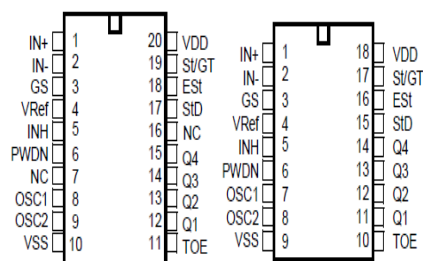 IN+ 1 20 VDD
IN- 2 19 St/GT
GS 3 18 ESt
VRef 4 17 StD
INH 5 16 NC
PWDN 6 15 Q4
NC 7 14 Q3
OSC1 8 13 Q2
OSC2 9 12 Q1
VSS 10 11 TOE
IN+ 1 18 VDD
IN- 2 17 St/GT
GS 3 16 ESt
VRef 4 15 StD
INH 5 14 Q4
PWDN 6 13 Q3
OSC1 7 12 Q2
OSC2 8 11 Q1
VSS 9 10 TOE